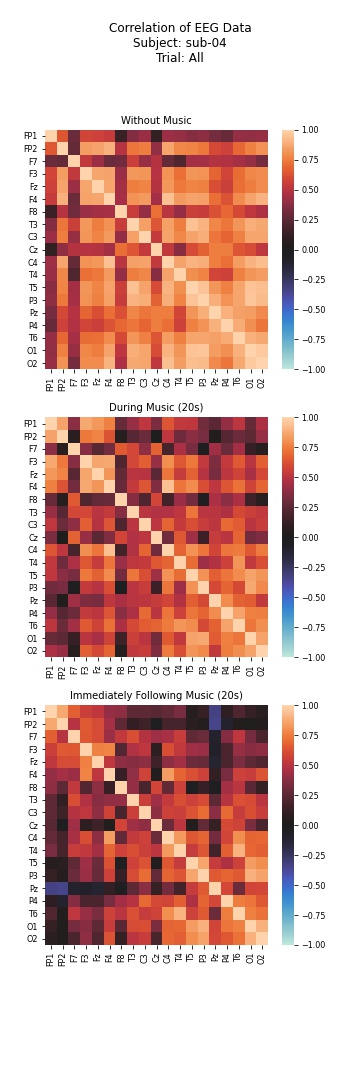 Correlation of EEG Data
Subject: sub-04
Trial: All
Without Music
FP1
FP2
F7
F3
Fz
F4
F8
T3
C3
Cz
C4
T4
T5
P3
Pz
P4
T6
O1
O2
FP1 FP2 F7 F3 Fz F4 F8 T3 C3 Cz C4 T4 T5 P3 Pz P4 T6 O1 O2
1.00
0.75
0.50
0.25
0.00
−0.25
−0.50
−0.75
−1.00
During Music (20s)
FP1
FP2
F7
F3
Fz
F4
F8
T3
C3
Cz
C4
T4
T5
P3
Pz
P4
T6
O1
O2
FP1 FP2 F7 F3 Fz F4 F8 T3 C3 Cz C4 T4 T5 P3 Pz P4 T6 O1 O2
1.00
0.75
0.50
0.25
0.00
−0.25
−0.50
−0.75
−1.00
Immediately Following Music (20s)
FP1
FP2
F7
F3
Fz
F4
F8
T3
C3
Cz
C4
T4
T5
P3
Pz
P4
T6
O1
O2
FP1 FP2 F7 F3 Fz F4 F8 T3 C3 Cz C4 T4 T5 P3 Pz P4 T6 O1 O2
1.00
0.75
0.50
0.25
0.00
−0.25
−0.50
−0.75
−1.00